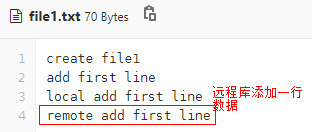 file1.txt 70 Bytes
1 create file1
2 add first line
3 local add first line
4 remote add first line
远程库添加一行
数据